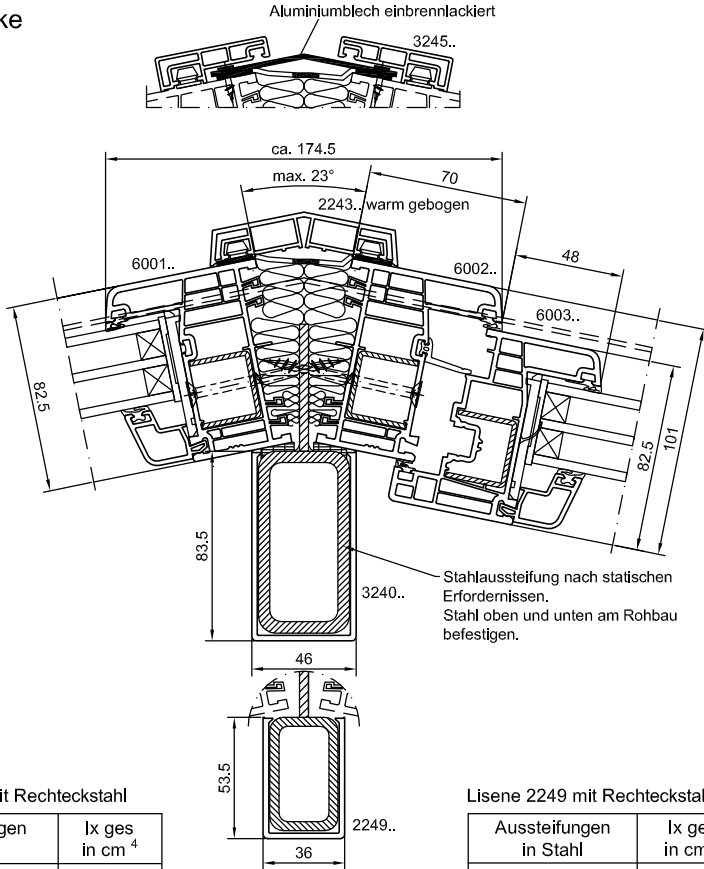 ke
Aluminiumblech einbrennlackiert
3245..
ca. 174.5
max. 23°
70
2243.. warm gebogen
48
6001..
6002..
6003..
82.5
82.5
101
83.5
3240..
Stahlaussteifung nach statischen
Erfordernissen.
Stahl oben und unten am Rohbau
befestigen.
46
53.5
2249..
36
it Rechteckstahl
gen
Ix ges
in cm ⁴
Lisene 2249 mit Rechteckstahl
Aussteifungen
in Stahl
Ix ge
in cm